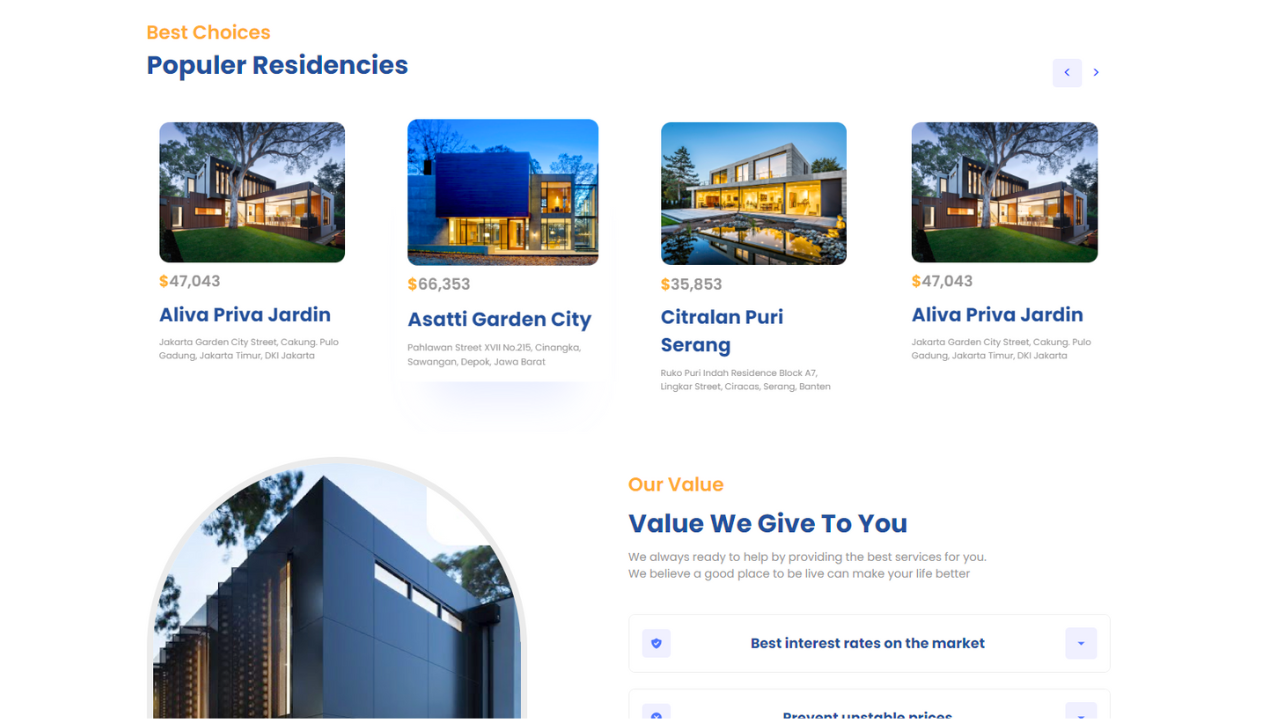 Best Choices
Populer Residencies
$47,043
Aliva Priva Jardin
Jakarta Garden City Street, Cakung. Pulo
Gadung, Jakarta Timur, DKI Jakarta
$66,353
Asatti Garden City
Pahlawan Street XVII No.215, Cinangka,
Sawangan, Depok, Jawa Barat
$35,853
Citralan Puri
Serang
Ruko Puri Indah Residence Block A7,
Lingkar Street, Ciracas, Serang, Banten
$47,043
Aliva Priva Jardin
Jakarta Garden City Street, Cakung. Pulo
Gadung, Jakarta Timur, DKI Jakarta
Our Value
Value We Give To You
We always ready to help by providing the best services for you.
We believe a good place to be live can make your life better
Best interest rates on the market
Prevent unstable prices